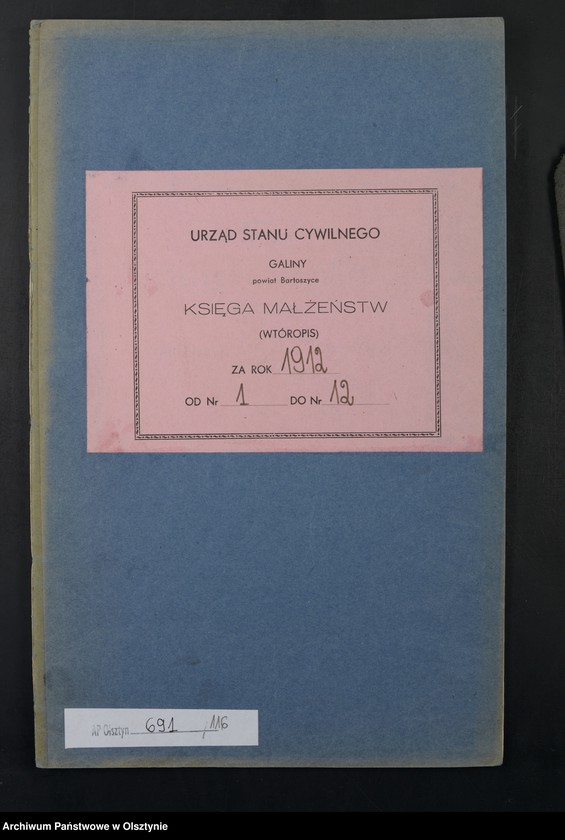 URZĄD STANU CYWILNEGO
GALINY
powiat Bartoszyce
KSIĘGA MAŁŻEŃSTW
(WTÓROPIS)
ZA ROK 1912
OD Nr 1 DO Nr 12
AP Olsztyn 691 / 116
Archiwum Państwowe w Olsztynie